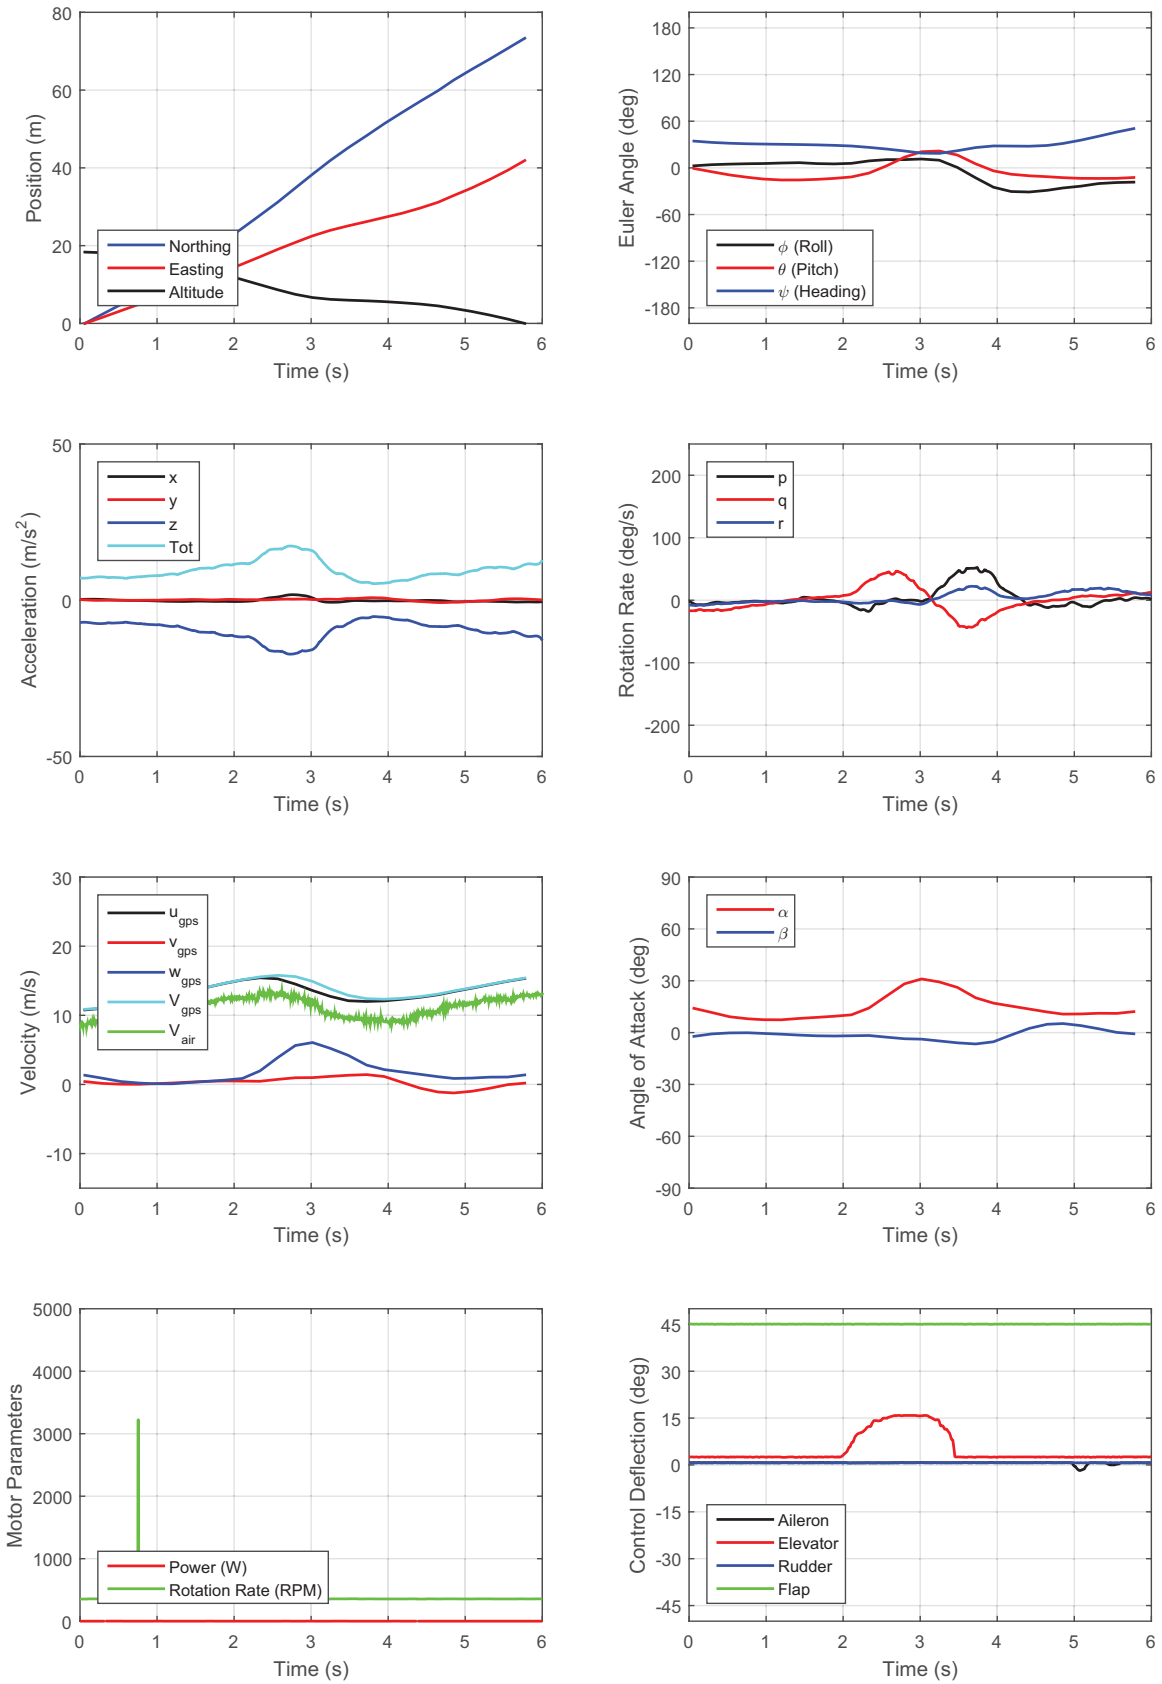 80
60
40
20
0
Position (m)
Northing
Easting
Altitude
0 1 2 3 4 5 6
Time (s)
180
120
60
0
-60
-120
-180
Euler Angle (deg)
ϕ (Roll)
θ (Pitch)
ψ (Heading)
0 1 2 3 4 5 6
Time (s)
50
0
-50
Acceleration (m/s²)
x
y
z
Tot
0 1 2 3 4 5 6
Time (s)
200
100
0
-100
-200
Rotation Rate (deg/s)
p
q
r
0 1 2 3 4 5 6
Time (s)
30
20
10
0
-10
Velocity (m/s)
u_gps
v_gps
w_gps
V_gps
V_air
0 1 2 3 4 5 6
Time (s)
90
60
30
0
-30
-60
-90
Angle of Attack (deg)
α
β
0 1 2 3 4 5 6
Time (s)
5000
4000
3000
2000
1000
0
Motor Parameters
Power (W)
Rotation Rate (RPM)
0 1 2 3 4 5 6
Time (s)
45
30
15
0
-15
-30
-45
Control Deflection (deg)
Aileron
Elevator
Rudder
Flap
0 1 2 3 4 5 6
Time (s)